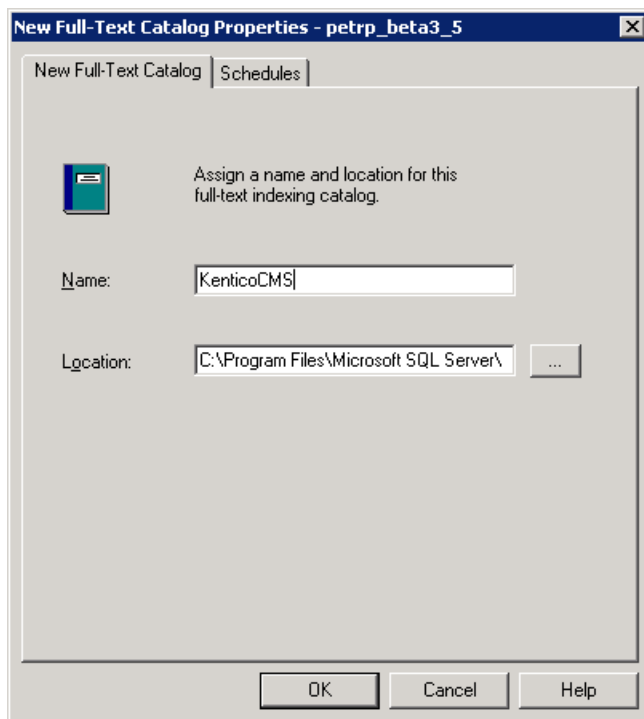 New Full-Text Catalog Properties - petrp_beta3_5
New Full-Text Catalog
Schedules
Assign a name and location for this
full-text indexing catalog.
Name:
KenticoCMS
Location:
C:\Program Files\Microsoft SQL Server\
...
OK
Cancel
Help